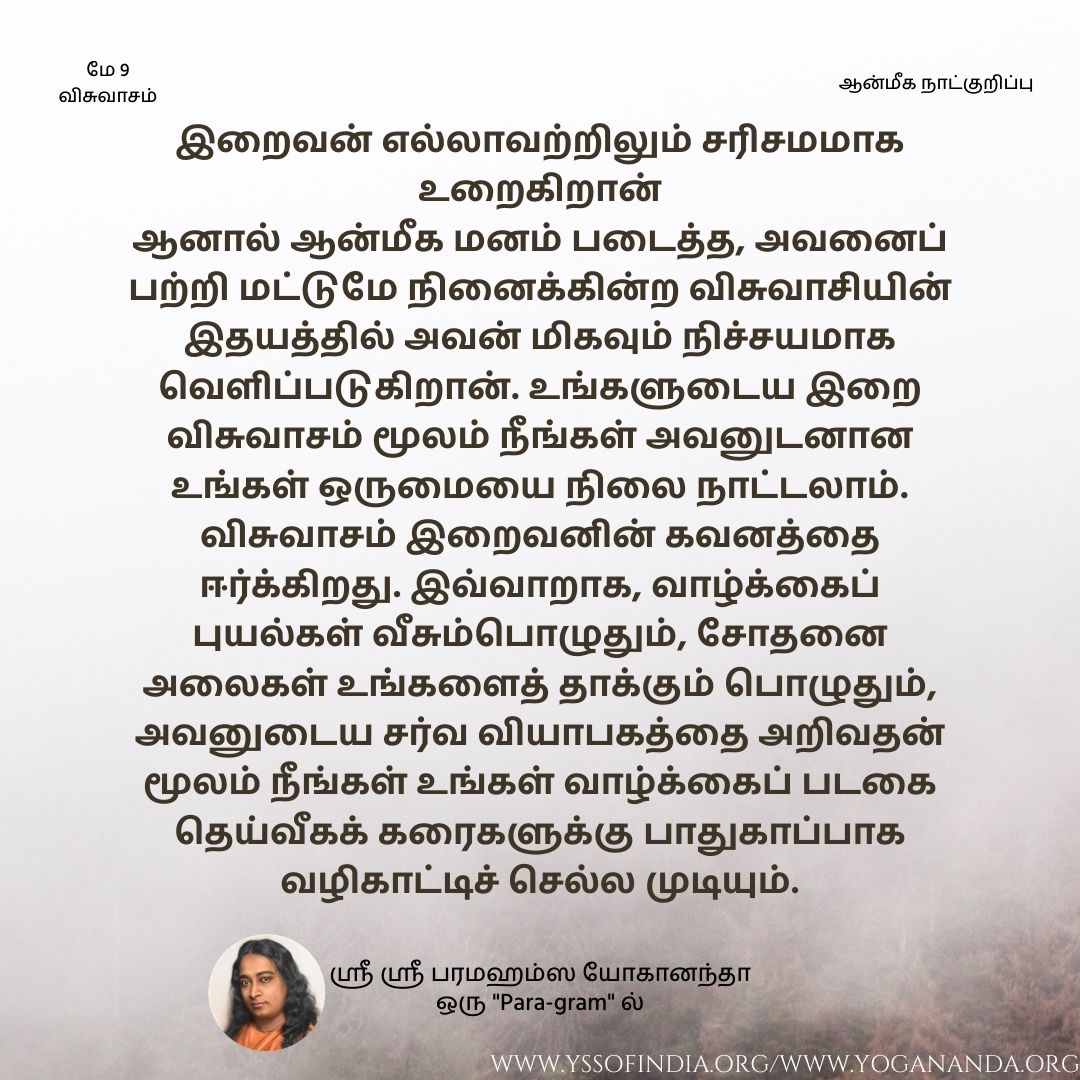 மே 9
விசுவாசம்
ஆன்மீக நாட்குறிப்பு
இறைவன் எல்லாவற்றிலும் சரிசமமாக
உறைகிறான்
ஆனால் ஆன்மீக மனம் படைத்த, அவனைப்
பற்றி மட்டுமே நினைக்கின்ற விசுவாசியின்
இதயத்தில் அவன் மிகவும் நிச்சயமாக
வெளிப்படுகிறான். உங்களுடைய இறை
விசுவாசம் மூலம் நீங்கள் அவனுடனான
உங்கள் ஒருமையை நிலை நாட்டலாம்.
விசுவாசம் இறைவனின் கவனத்தை
ஈர்க்கிறது. இவ்வாறாக, வாழ்க்கைப்
புயல்கள் வீசும்பொழுதும், சோதனை
அலைகள் உங்களைத் தாக்கும் பொழுதும்,
அவனுடைய சர்வ வியாபகத்தை அறிவதன்
மூலம் நீங்கள் உங்கள் வாழ்க்கைப் படகை
தெய்வீகக் கரைகளுக்கு பாதுகாப்பாக
வழிகாட்டிச் செல்ல முடியும்.
ஸ்ரீ ஸ்ரீ பரமஹம்ஸ யோகானந்தா
ஒரு "Para-gram" ல்
WWW.YSSOFINDIA.ORG/WWW.YOGANANDA.ORG